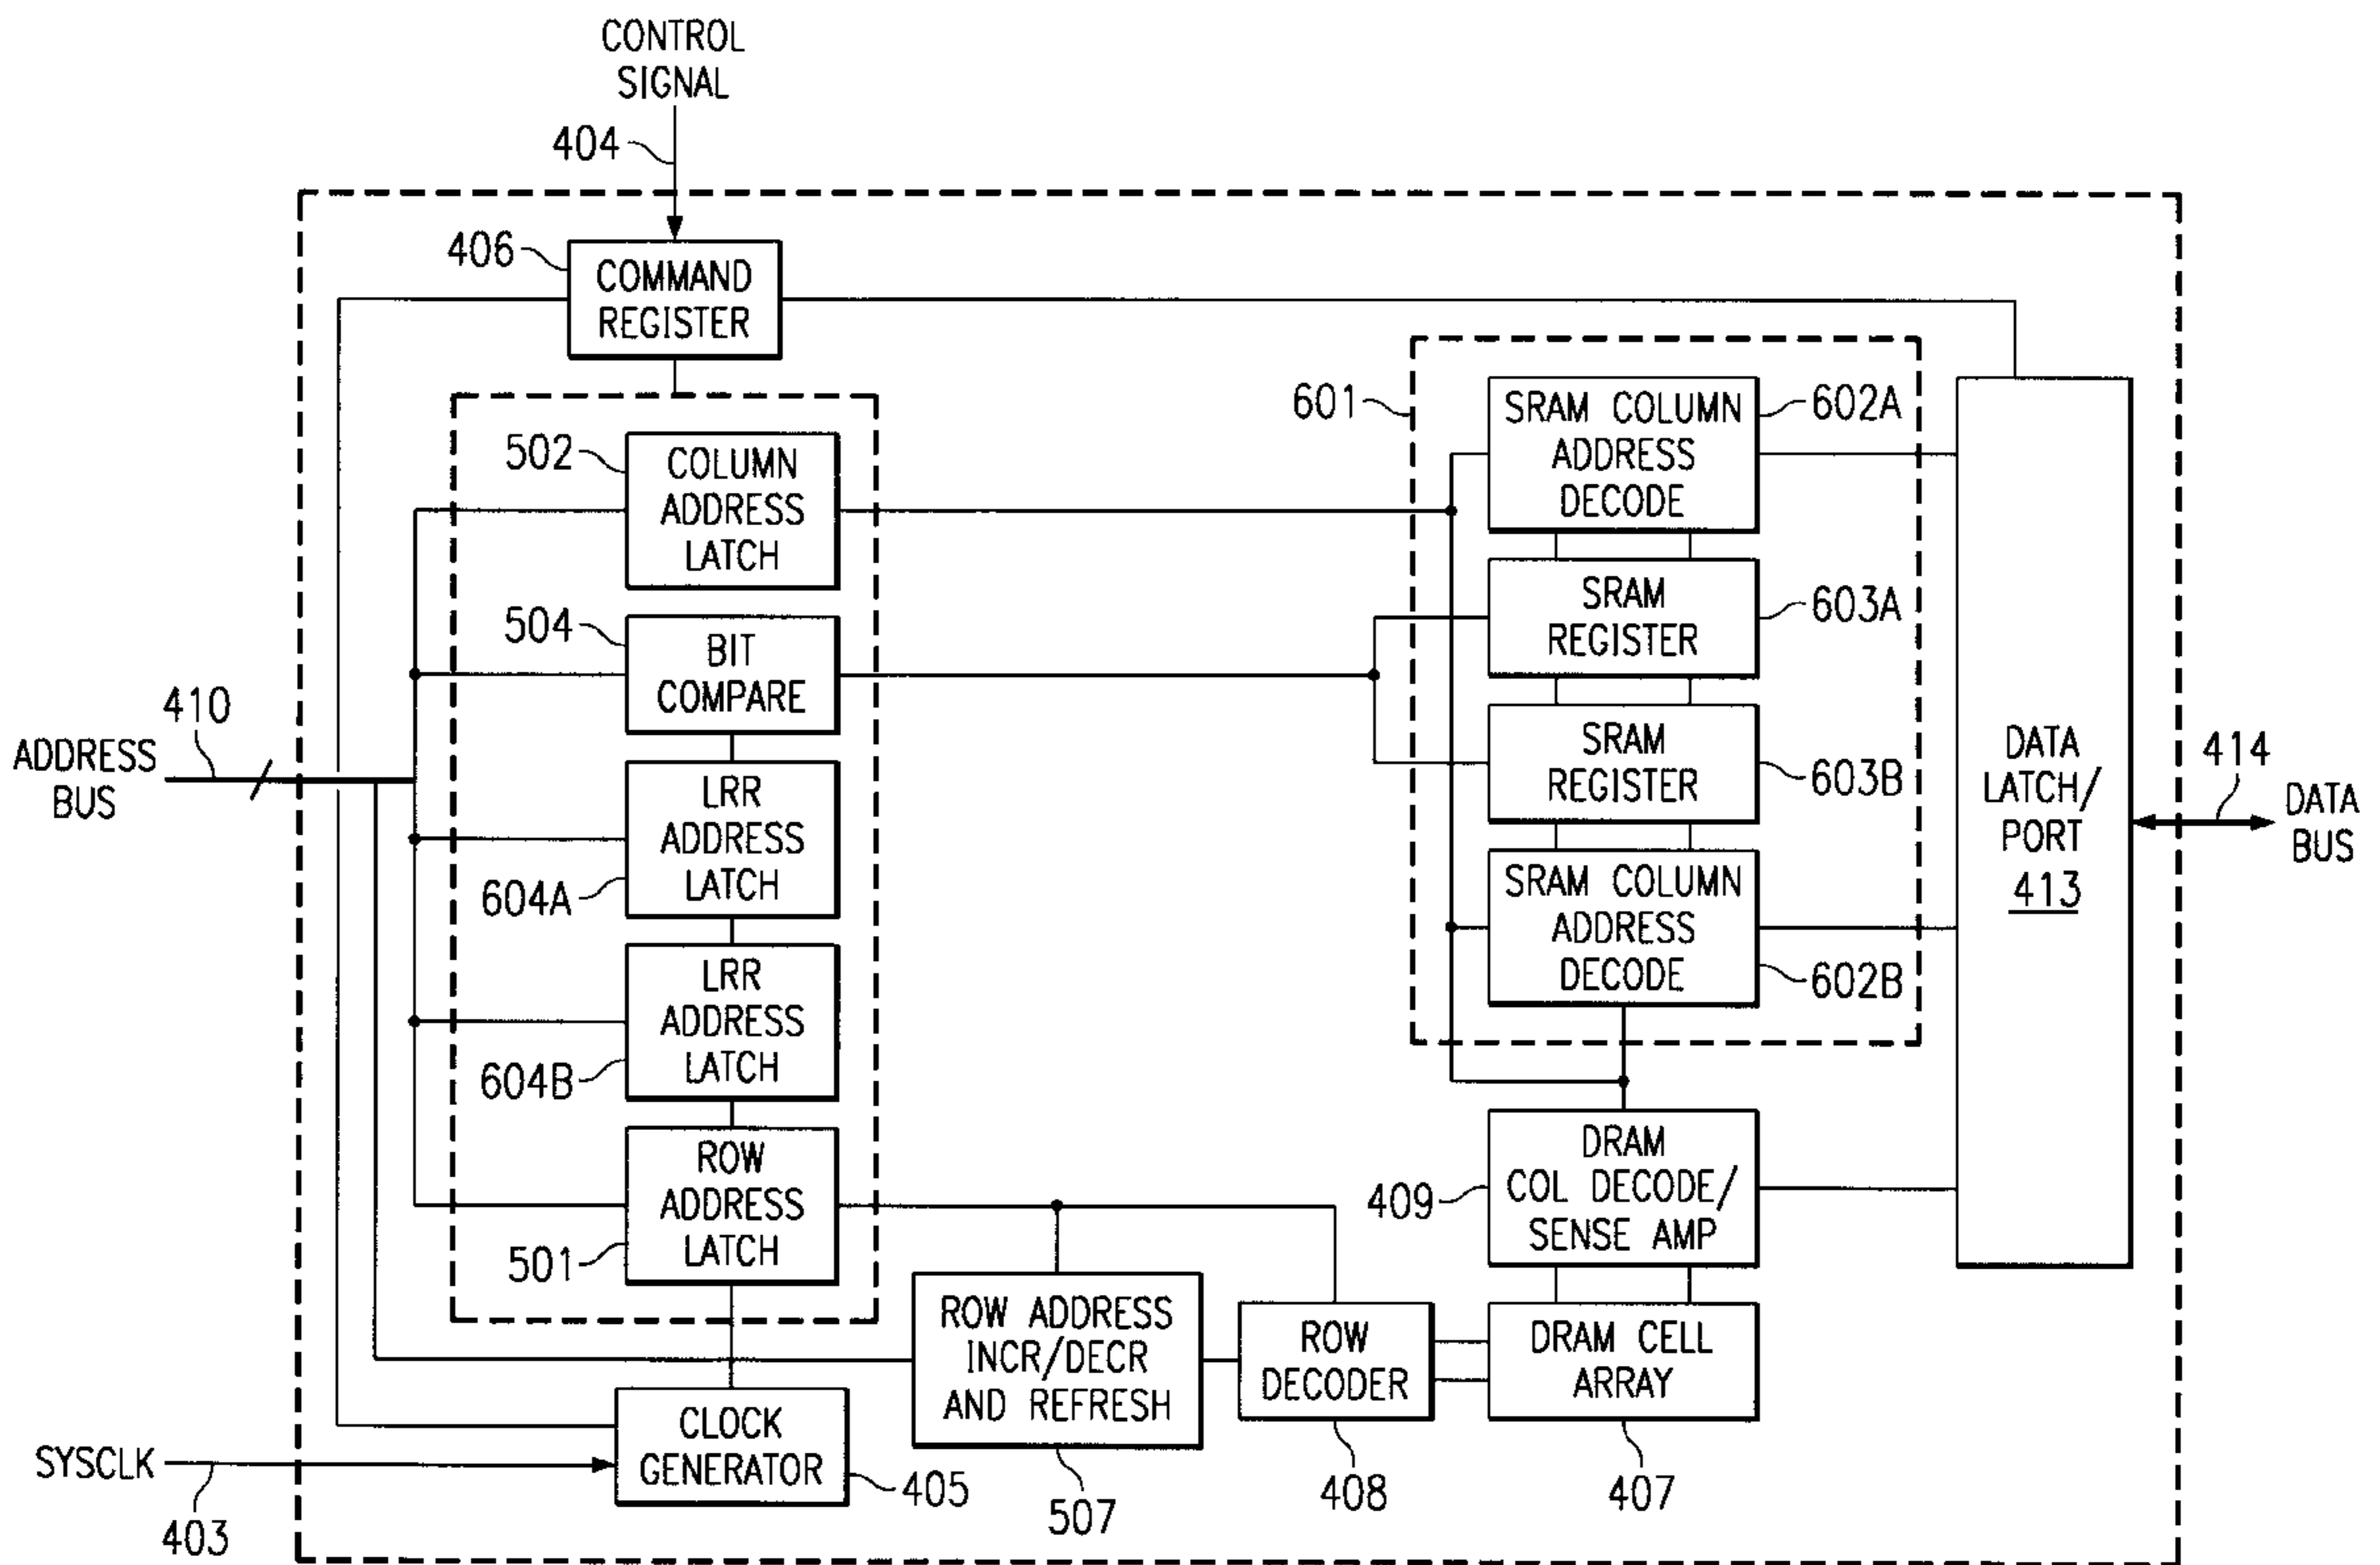 CONTROL
SIGNAL
404
406
COMMAND
REGISTER
502
COLUMN
ADDRESS
LATCH
504
BIT
COMPARE
410
ADDRESS
BUS
LRR
ADDRESS
LATCH
604A
LRR
ADDRESS
LATCH
604B
ROW
ADDRESS
LATCH
501
601
SRAM COLUMN
ADDRESS
DECODE
602A
SRAM
REGISTER
603A
SRAM
REGISTER
603B
SRAM COLUMN
ADDRESS
DECODE
602B
DATA
LATCH/
PORT
413
414
DATA
BUS
DRAM
COL DECODE/
SENSE AMP
409
ROW ADDRESS
INCR/DECR
AND REFRESH
507
ROW
DECODER
408
DRAM CELL
ARRAY
407
CLOCK
GENERATOR
405
SYSCLK
403